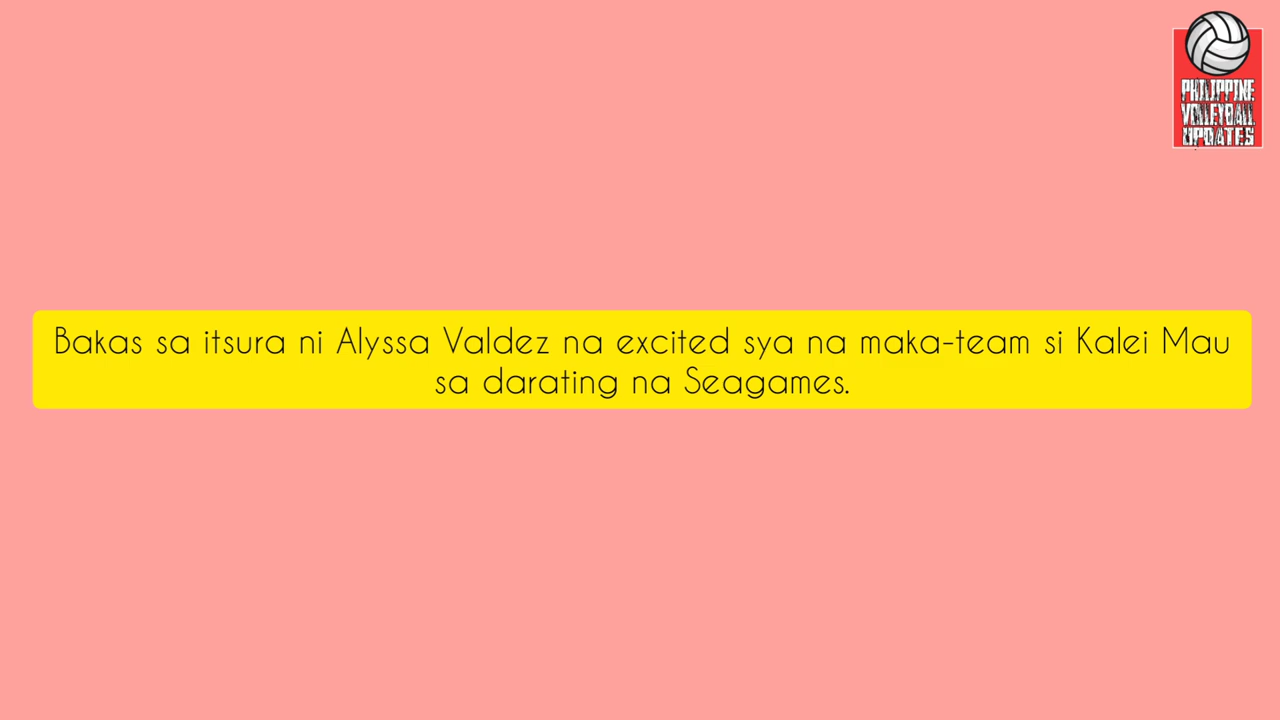 PHILIPPINE
VOLLEYBALL
UPDATES
Bakas sa itsura ni Alyssa Valdez na excited sya na maka-team si Kalei Mau
sa darating na Seagames.